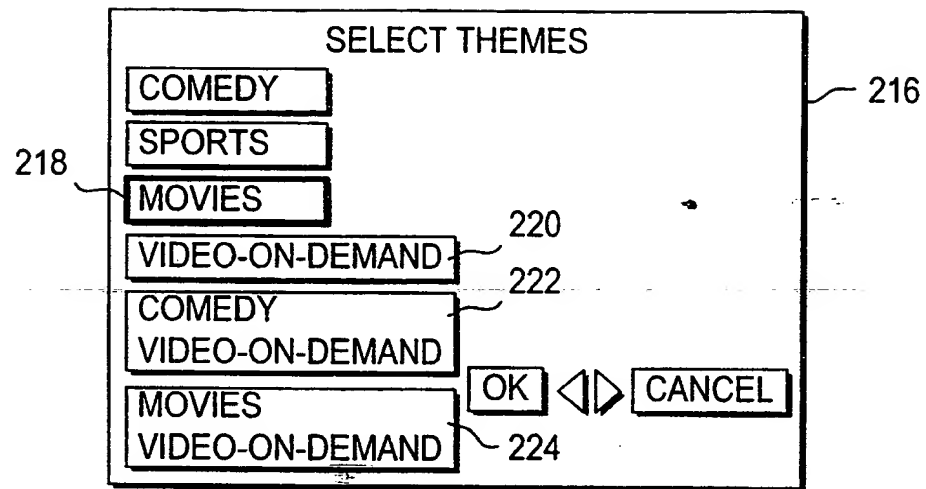 SELECT THEMES
COMEDY
216
SPORTS
218
MOVIES
220
VIDEO-ON-DEMAND
222
COMEDY
VIDEO-ON-DEMAND
OK CANCEL
MOVIES
VIDEO-ON-DEMAND
224